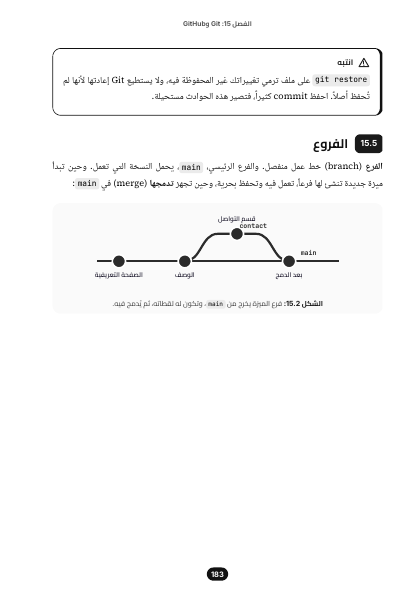 الفصل 15: Git وGitHub
انتبه
git restore على ملف ترمي تغييراتك غير المحفوظة فيه، ولا يستطيع Git إعادتها لأنها لم
تُحفظ أصلاً. احفظ commit كثيراً، فتصير هذه الحوادث مستحيلة.
15.5 الفروع
الفرع (branch) خط عمل منفصل. والفرع الرئيسي، main، يحمل النسخة التي تعمل. وحين تبدأ
ميزة جديدة تنشئ لها فرعاً، تعمل فيه وتحفظ بحرية، وحين تجهز تدمجها (merge) في main:
قسم التواصل
contact
main
الصفحة التعريفية
الوصف
بعد الدمج
الشكل 15.2: فرع الميزة يخرج من main، وتكون له لقطاته، ثم يُدمج فيه.
183